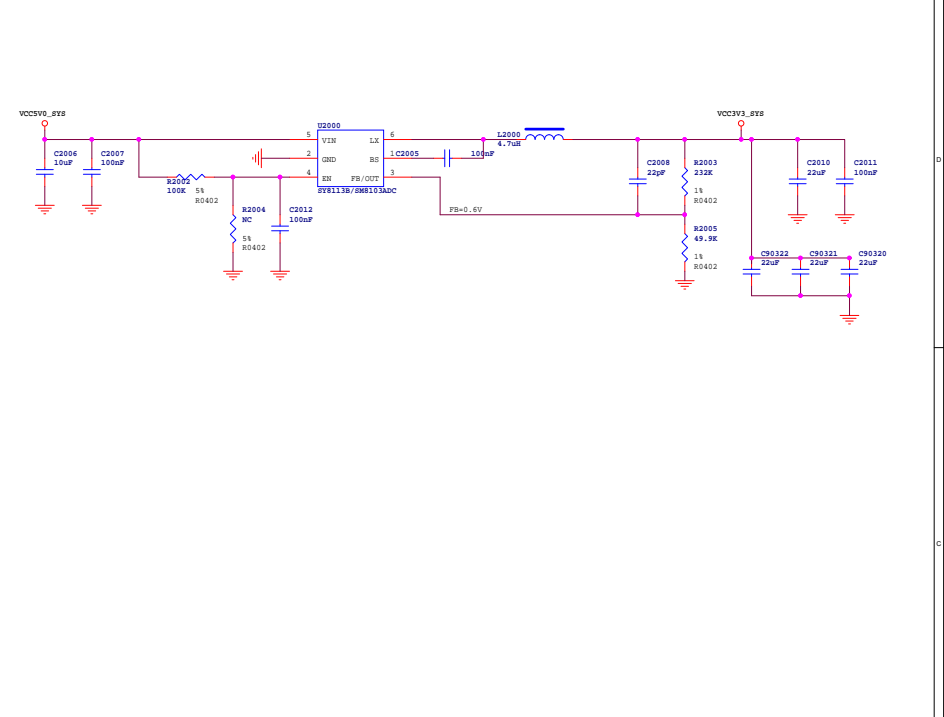 VCC5V0_SYS
VCC3V3_SYS
U2000
5
VIN
LX
6
L2000
4.7uH
2
GND
BS
1
C2005
100nF
4
EN
FB/OUT
3
SY8113B/SM8103ADC
C2006
10uF
C2007
100nF
R2002
100K
5%
R0402
R2004
NC
5%
R0402
C2012
100nF
FB=0.6V
C2008
22pF
R2003
232K
1%
R0402
R2005
49.9K
1%
R0402
C2010
22uF
C2011
100nF
C90322
22uF
C90321
22uF
C90320
22uF
D
C